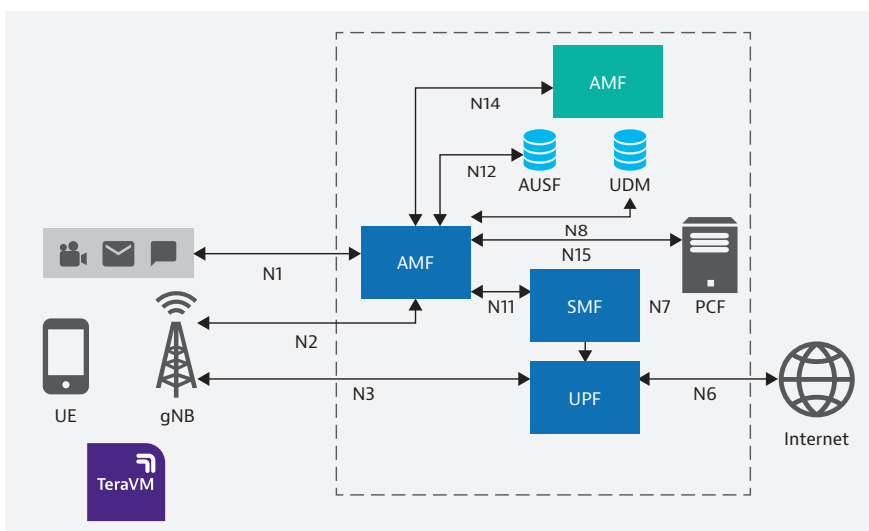 AMF
N14
N12
AUSF
UDM
N8
N15
N1
AMF
N11
SMF
N7
PCF
N2
N3
UPF
N6
UE
gNB
Internet
TeraVM